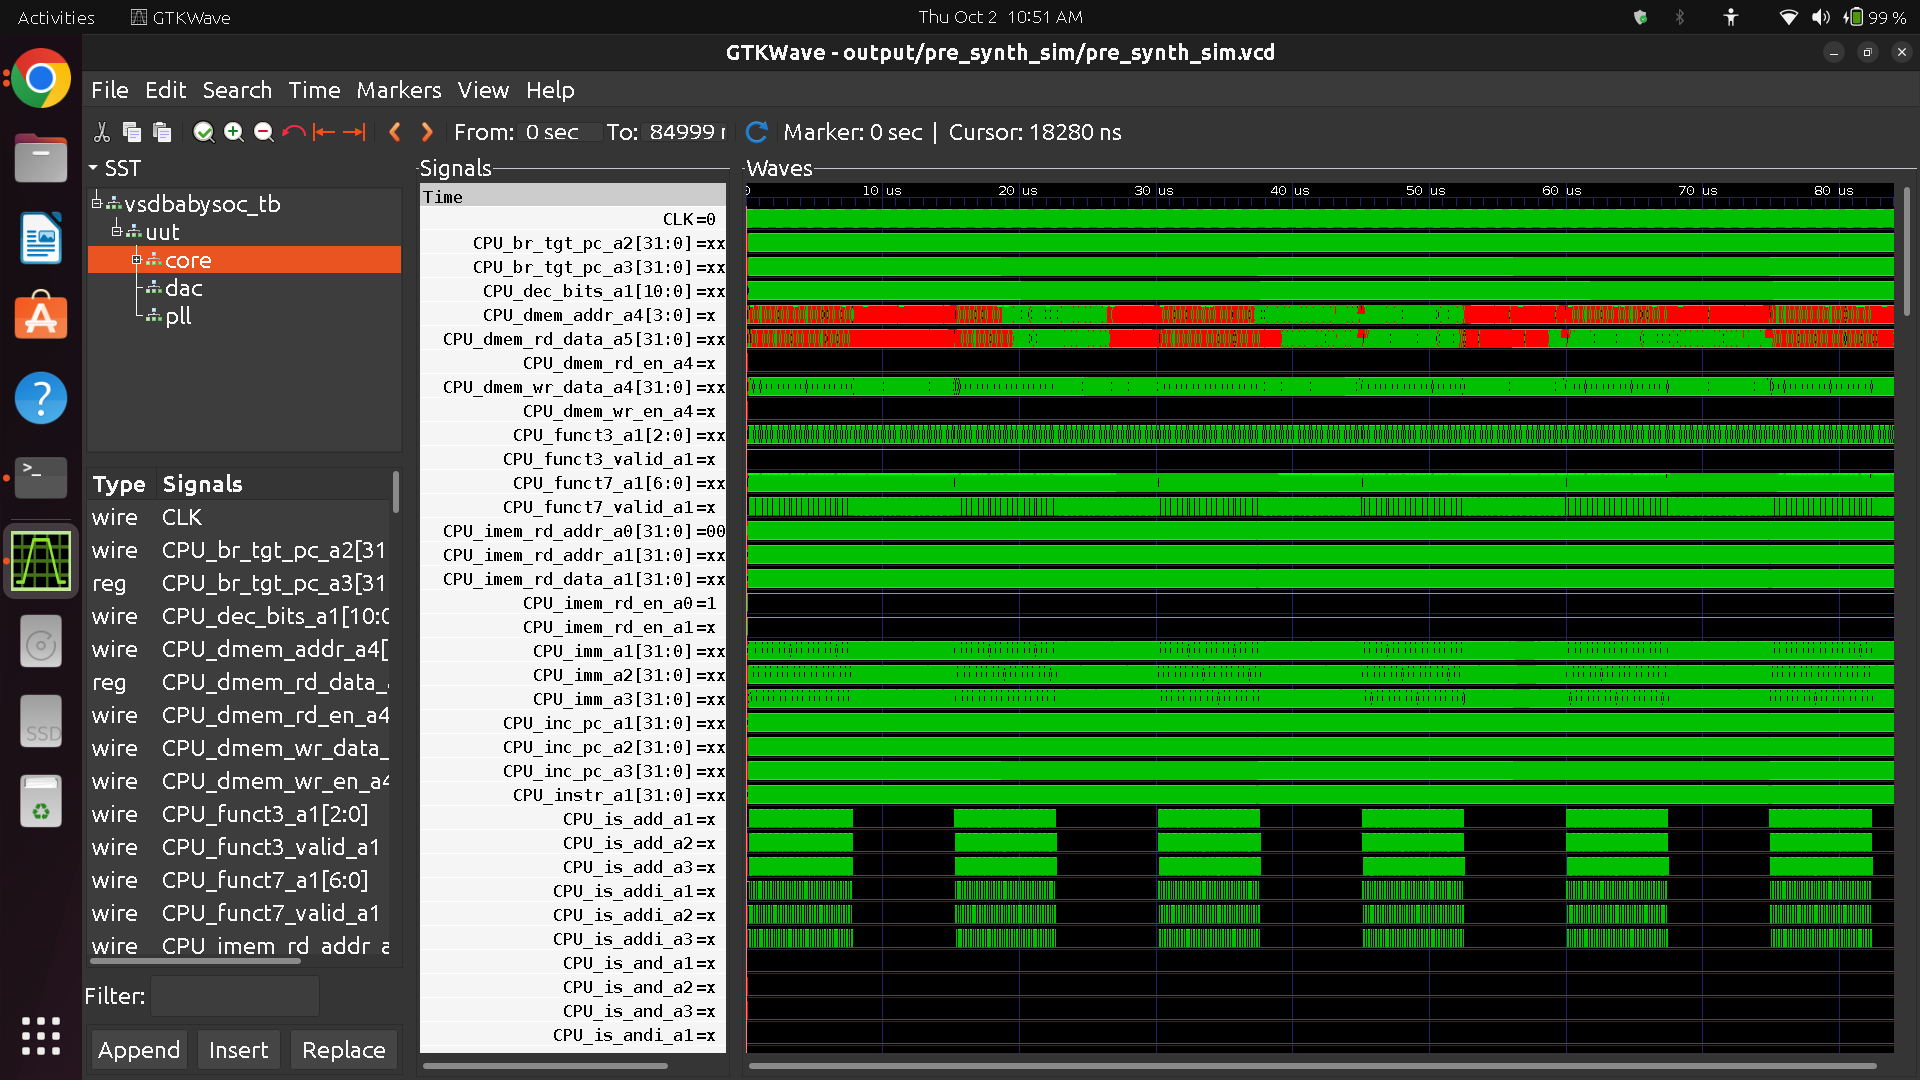 Activities GTKWave Thu Oct 2 10:51 AM 99 %
GTKWave - output/pre_synth_sim/pre_synth_sim.vcd
File Edit Search Time Markers View Help
From: 0 sec To: 84999 Marker: 0 sec | Cursor: 18280 ns
SST
vsdbabysoc_tb
uut
core
dac
pll
Type Signals
wire CLK
wire CPU_br_tgt_pc_a2[31
reg CPU_br_tgt_pc_a3[31
wire CPU_dec_bits_a1[10:0
wire CPU_dmem_addr_a4[
reg CPU_dmem_rd_data_
wire CPU_dmem_rd_en_a4
wire CPU_dmem_wr_data_
wire CPU_dmem_wr_en_a4
wire CPU_funct3_a1[2:0]
wire CPU_funct3_valid_a1
wire CPU_funct7_a1[6:0]
wire CPU_funct7_valid_a1
wire CPU_imem_rd_addr_a
Filter:
Append Insert Replace
Signals
Time
CLK=0
CPU_br_tgt_pc_a2[31:0]=xx
CPU_br_tgt_pc_a3[31:0]=xx
CPU_dec_bits_a1[10:0]=xx
CPU_dmem_addr_a4[3:0]=x
CPU_dmem_rd_data_a5[31:0]=xx
CPU_dmem_rd_en_a4=x
CPU_dmem_wr_data_a4[31:0]=xx
CPU_dmem_wr_en_a4=x
CPU_funct3_a1[2:0]=xx
CPU_funct3_valid_a1=x
CPU_funct7_a1[6:0]=xx
CPU_funct7_valid_a1=x
CPU_imem_rd_addr_a0[31:0]=00
CPU_imem_rd_addr_a1[31:0]=xx
CPU_imem_rd_data_a1[31:0]=xx
CPU_imem_rd_en_a0=1
CPU_imem_rd_en_a1=x
CPU_imm_a1[31:0]=xx
CPU_imm_a2[31:0]=xx
CPU_imm_a3[31:0]=xx
CPU_inc_pc_a1[31:0]=xx
CPU_inc_pc_a2[31:0]=xx
CPU_inc_pc_a3[31:0]=xx
CPU_instr_a1[31:0]=xx
CPU_is_add_a1=x
CPU_is_add_a2=x
CPU_is_add_a3=x
CPU_is_addi_a1=x
CPU_is_addi_a2=x
CPU_is_addi_a3=x
CPU_is_and_a1=x
CPU_is_and_a2=x
CPU_is_and_a3=x
CPU_is_andi_a1=x
Waves
0 10 us 20 us 30 us 40 us 50 us 60 us 70 us 80 us
SSD